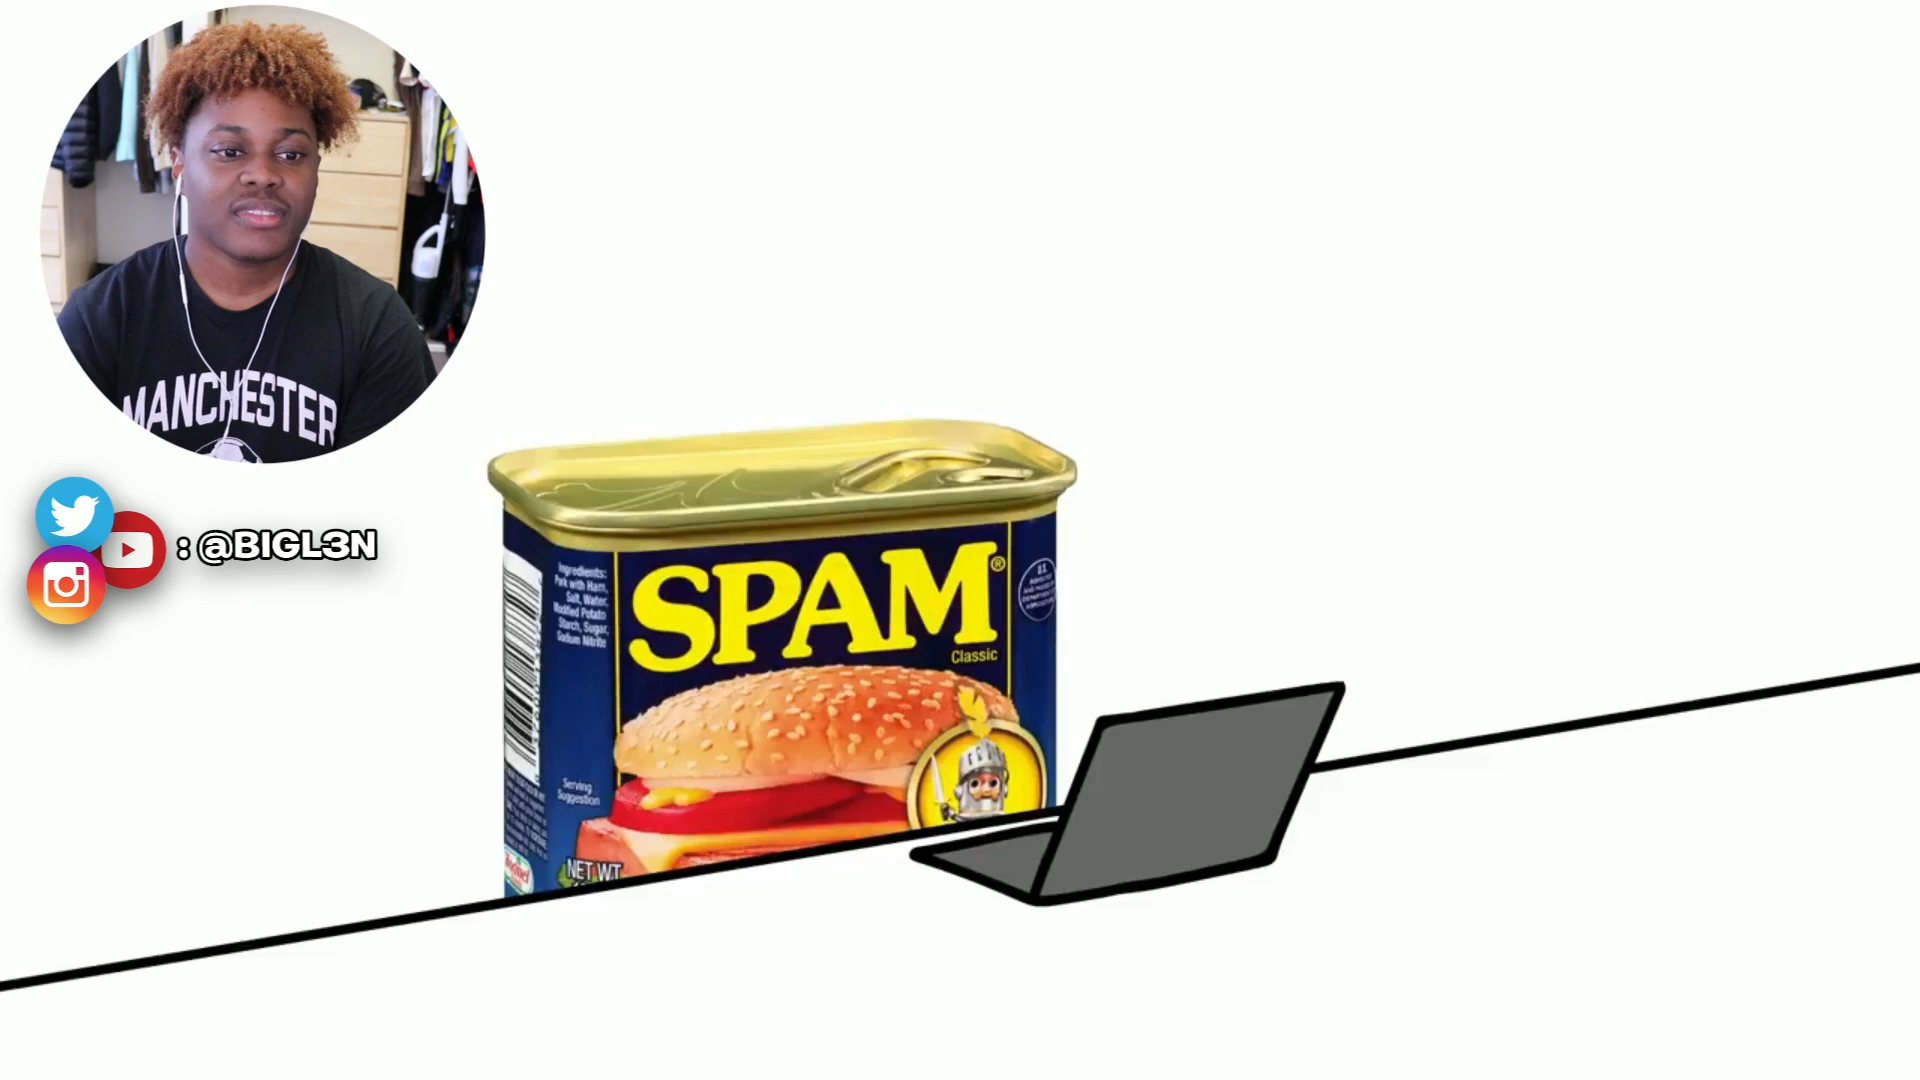 MANCHESTER
: @BIGL3N
Ingredients:
Pork with Ham,
Salt, Water,
Modified Potato
Starch, Sugar,
Sodium Nitrite
SPAM®
Classic
U.S.
Serving
Suggestion
Hormel
NET WT